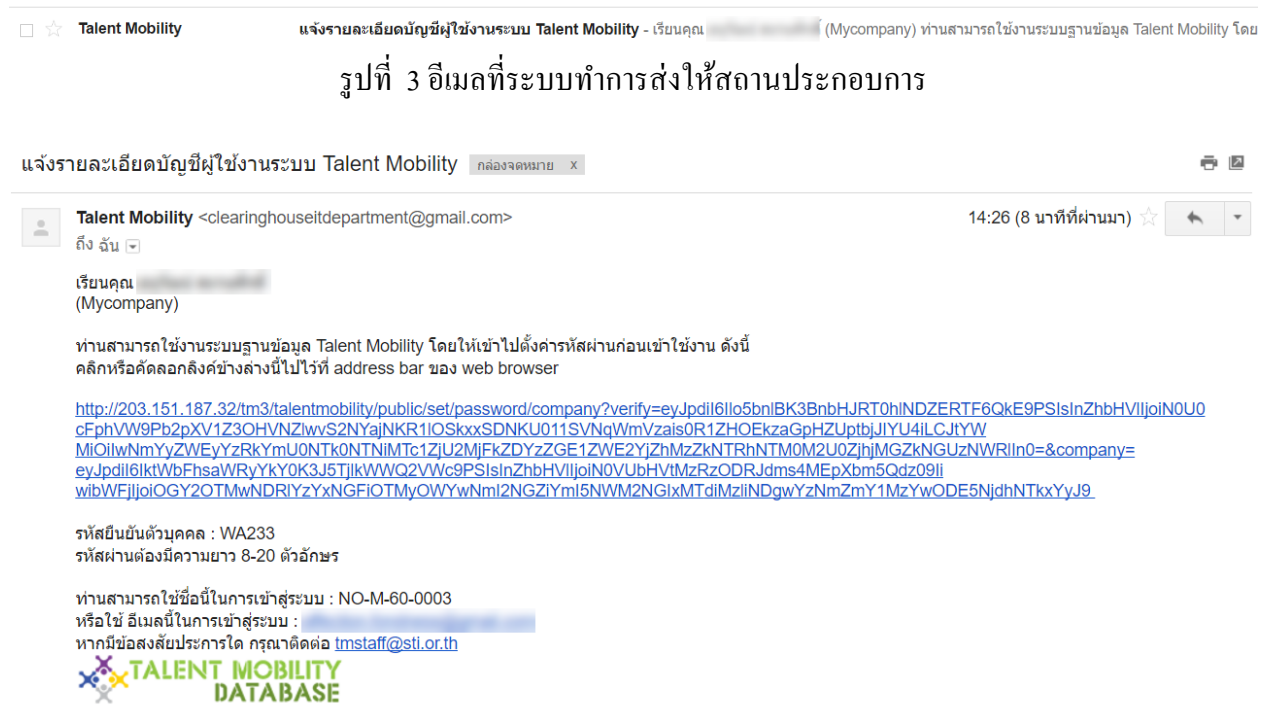 Talent Mobility แจ้งรายละเอียดบัญชีผู้ใช้งานระบบ Talent Mobility - เรียนคุณ (Mycompany) ท่านสามารถใช้งานระบบฐานข้อมูล Talent Mobility โดย
รูปที่ 3 อีเมลที่ระบบทำการส่งให้สถานประกอบการ
แจ้งรายละเอียดบัญชีผู้ใช้งานระบบ Talent Mobility กล่องจดหมาย x
Talent Mobility <clearinghouseitdepartment@gmail.com> 14:26 (8 นาทีที่ผ่านมา)
ถึง ฉัน
เรียนคุณ
(Mycompany)
ท่านสามารถใช้งานระบบฐานข้อมูล Talent Mobility โดยให้เข้าไปตั้งค่ารหัสผ่านก่อนเข้าใช้งาน ดังนี้
คลิกหรือคัดลอกลิงค์ข้างล่างนี้ไปไว้ที่ address bar ของ web browser
http://203.151.187.32/tm3/talentmobility/public/set/password/company?verify=eyJpdiI6Ilo5bnlBK3BnbHJRT0hlNDZERTF6QkE9PSIsInZhbHVlIjoiN0U0
cFphVW9Pb2pXV1Z3OHVNZlwvS2NYajNKR1lOSkxxSDNKU011SVNqWmVzais0R1ZHOEkzaGpHZUptbjJIYU4iLCJtYW
MiOiIwNmYyZWEyYzRkYmU0NTk0NTNiMTc1ZjU2MjFkZDYzZGE1ZWE2YjZhMzZkNTRhNTM0M2U0ZjhjMGZkNGUzNWRlIn0=&company=
eyJpdiI6IktWbFhsaWRyYkY0K3J5TjlkWWQ2VWc9PSIsInZhbHVlIjoiN0VUbHVtMzRzODRJdms4MEpXbm5Qdz09Ii
wibWFjIjoiOGY2OTMwNDRlYzYxNGFiOTMyOWYwNmI2NGZiYmI5NWM2NGIxMTdiMzliNDgwYzNmZmY1MzYwODE5NjdhNTkxYyJ9
รหัสยืนยันตัวบุคคล : WA233
รหัสผ่านต้องมีความยาว 8-20 ตัวอักษร
ท่านสามารถใช้ชื่อนี้ในการเข้าสู่ระบบ : NO-M-60-0003
หรือใช้ อีเมลนี้ในการเข้าสู่ระบบ :
หากมีข้อสงสัยประการใด กรุณาติดต่อ tmstaff@sti.or.th
TALENT MOBILITY
DATABASE